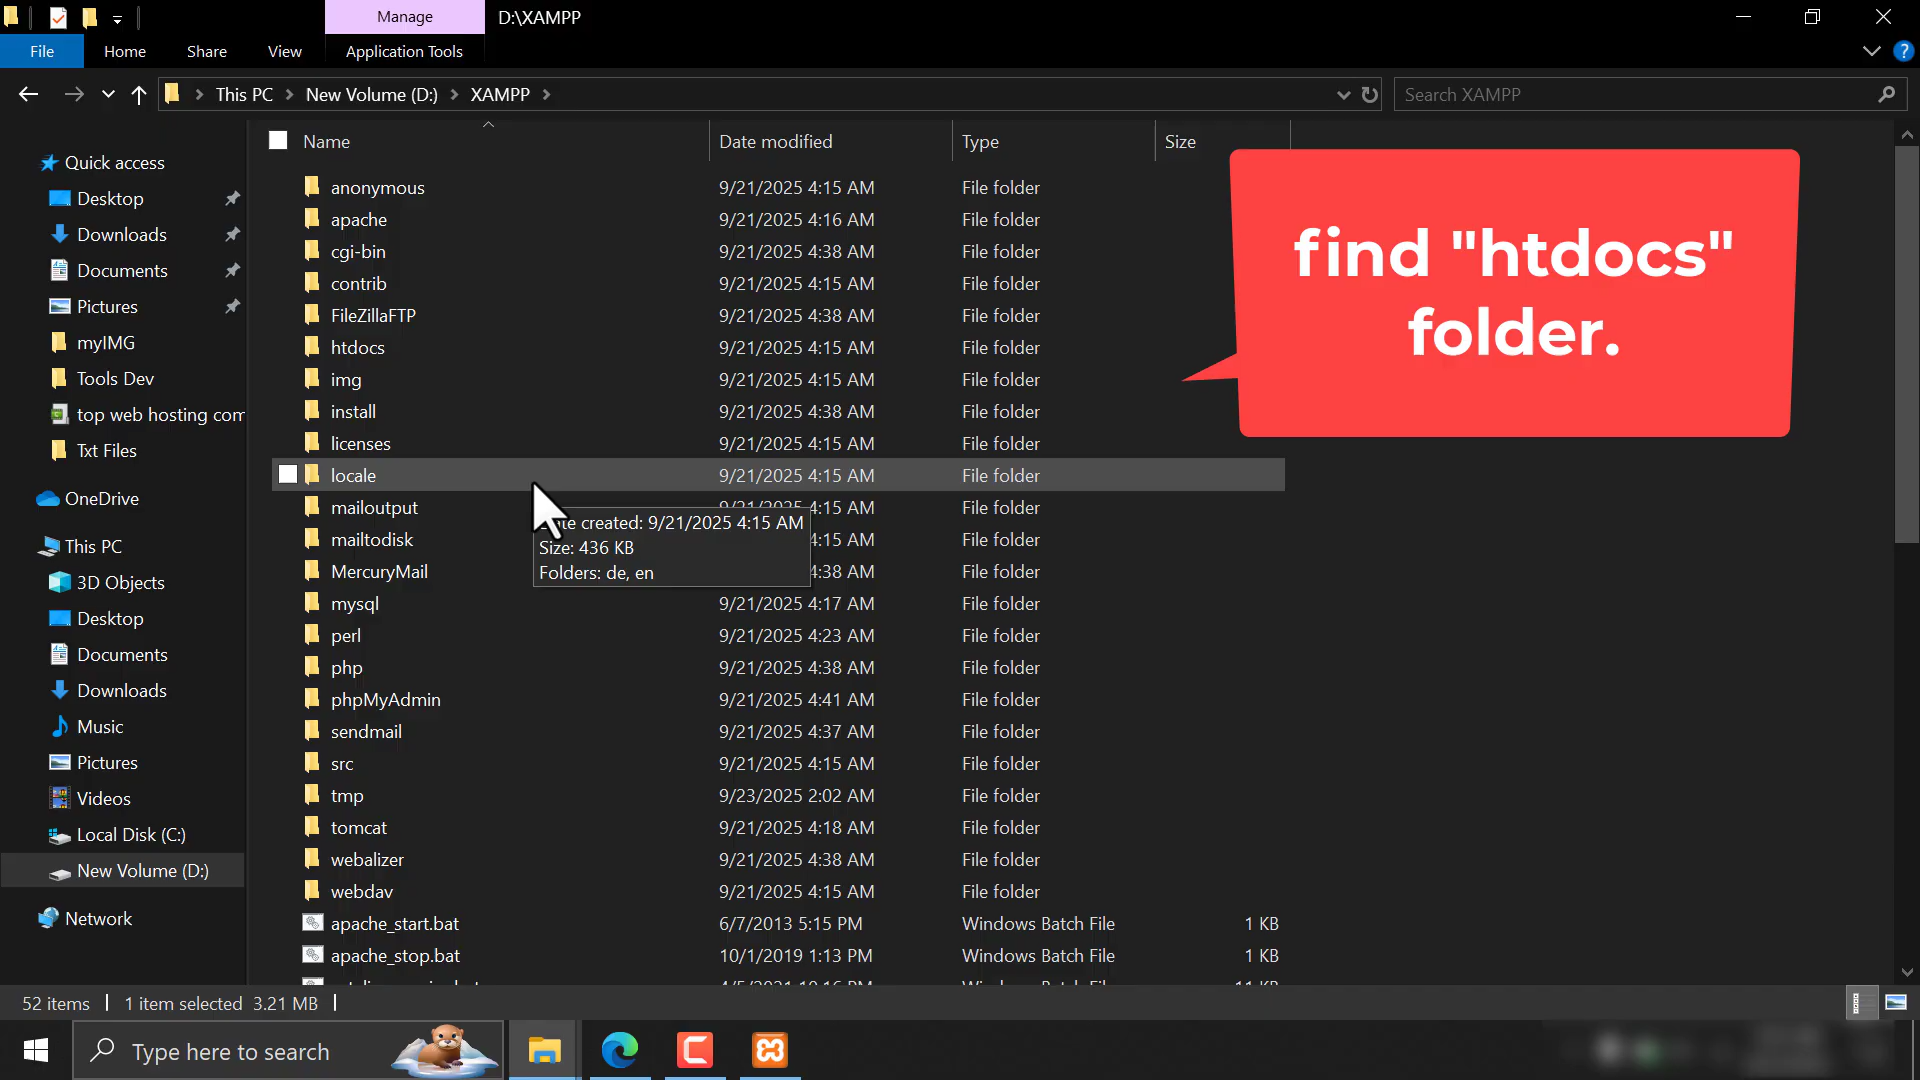 Manage
D:\XAMPP
File
Home
Share
View
Application Tools
This PC
New Volume (D:)
XAMPP
Search XAMPP
Name
Date modified
Type
Size
Quick access
Desktop
Downloads
Documents
Pictures
myIMG
Tools Dev
top web hosting com
Txt Files
OneDrive
This PC
3D Objects
Desktop
Documents
Downloads
Music
Pictures
Videos
Local Disk (C:)
New Volume (D:)
Network
anonymous 9/21/2025 4:15 AM File folder
apache 9/21/2025 4:16 AM File folder
cgi-bin 9/21/2025 4:38 AM File folder
contrib 9/21/2025 4:15 AM File folder
FileZillaFTP 9/21/2025 4:38 AM File folder
htdocs 9/21/2025 4:15 AM File folder
img 9/21/2025 4:15 AM File folder
install 9/21/2025 4:38 AM File folder
licenses 9/21/2025 4:15 AM File folder
locale 9/21/2025 4:15 AM File folder
mailoutput 9/21/2025 4:15 AM File folder
mailtodisk 4:15 AM File folder
MercuryMail 4:38 AM File folder
mysql 9/21/2025 4:17 AM File folder
perl 9/21/2025 4:23 AM File folder
php 9/21/2025 4:38 AM File folder
phpMyAdmin 9/21/2025 4:41 AM File folder
sendmail 9/21/2025 4:37 AM File folder
src 9/21/2025 4:15 AM File folder
tmp 9/23/2025 2:02 AM File folder
tomcat 9/21/2025 4:18 AM File folder
webalizer 9/21/2025 4:38 AM File folder
webdav 9/21/2025 4:15 AM File folder
apache_start.bat 6/7/2013 5:15 PM Windows Batch File 1 KB
apache_stop.bat 10/1/2019 1:13 PM Windows Batch File 1 KB
created: 9/21/2025 4:15 AM
Size: 436 KB
Folders: de, en
find "htdocs"
folder.
52 items
1 item selected 3.21 MB
Type here to search